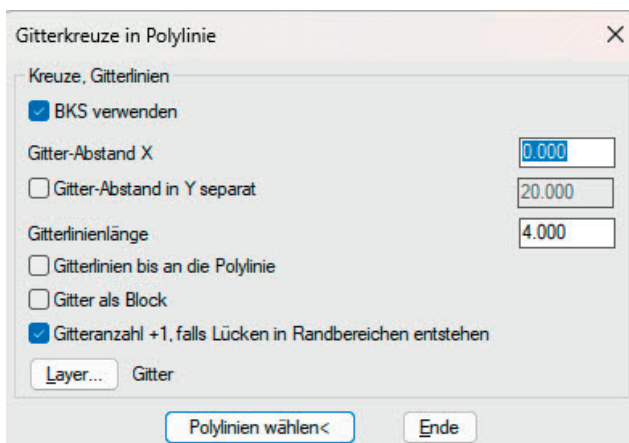 Gitterkreuze in Polylinie
Kreuze, Gitterlinien
BKS verwenden
Gitter-Abstand X 0.000
Gitter-Abstand in Y separat 20.000
Gitterlinienlänge 4.000
Gitterlinien bis an die Polylinie
Gitter als Block
Gitteranzahl +1, falls Lücken in Randbereichen entstehen
Layer... Gitter
Polylinien wählen< Ende